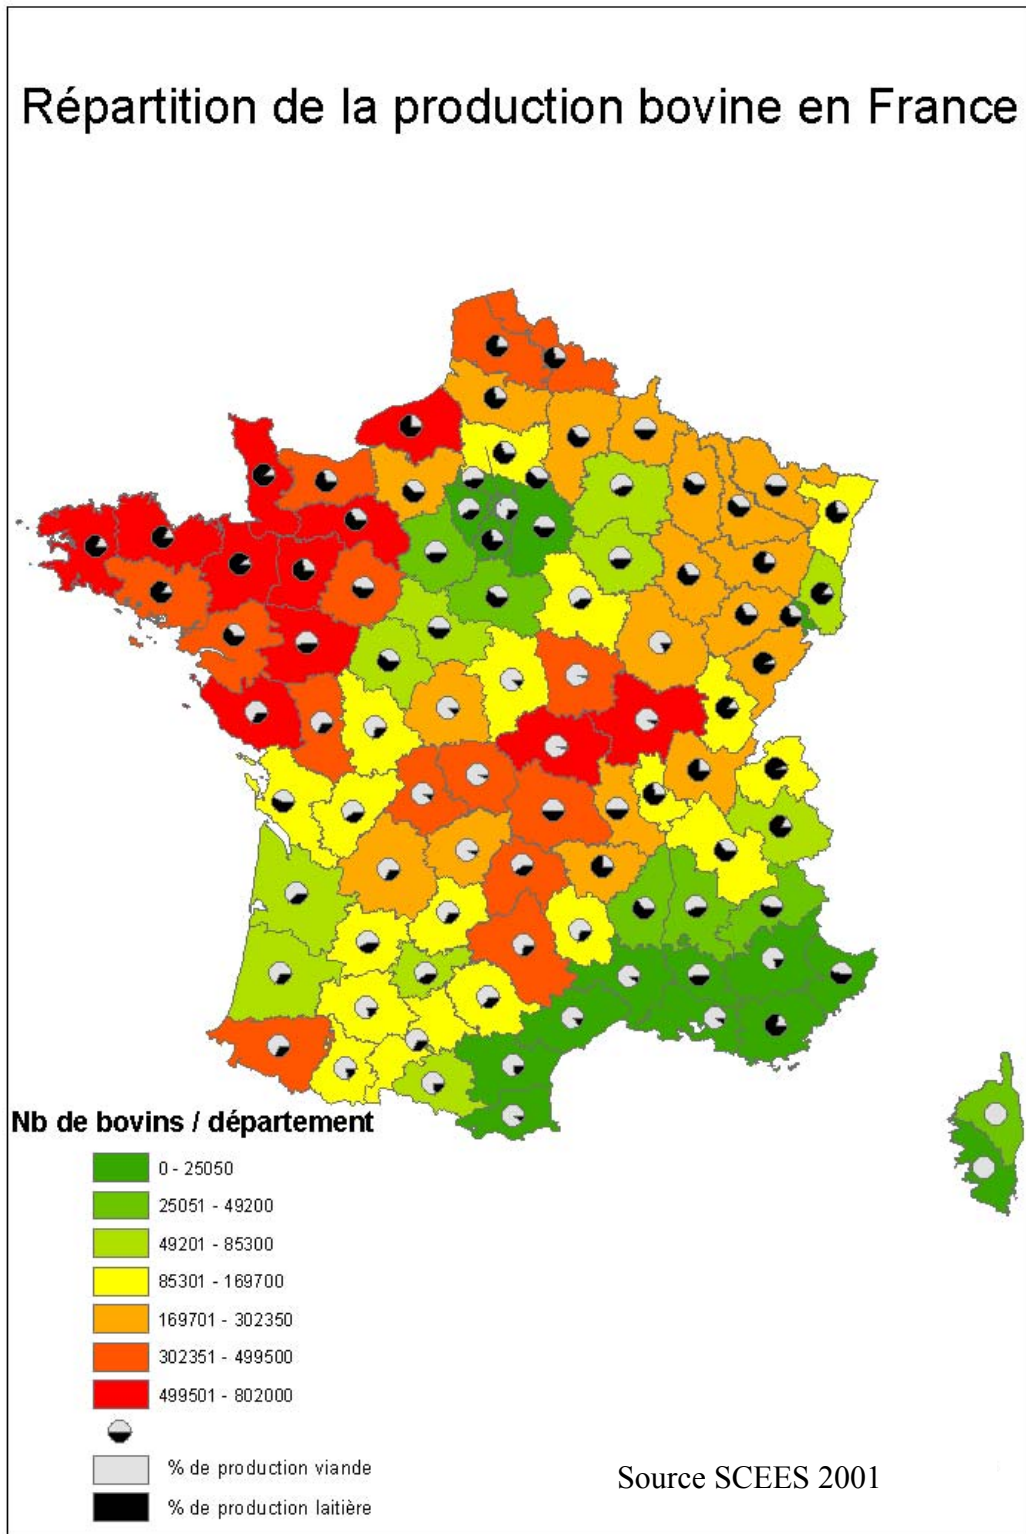 Répartition de la production bovine en France
Nb de bovins / département
0 - 25050
25051 - 49200
49201 - 85300
85301 - 169700
169701 - 302350
302351 - 499500
499501 - 802000
% de production viande
% de production laitière
Source SCEES 2001